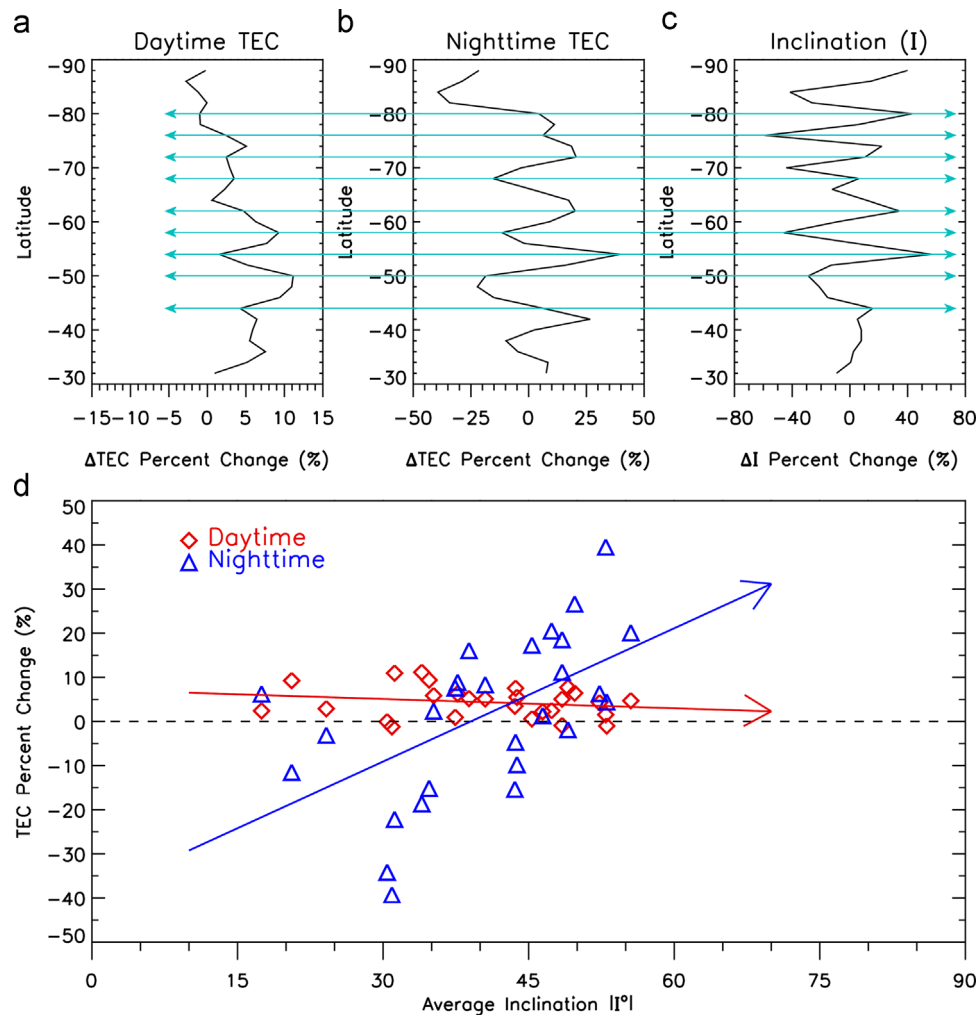 a b c
Daytime TEC Nighttime TEC Inclination (I)
-90 -90 -90
-80 -80 -80
-70 -70 -70
Latitude Latitude Latitude
-60 -60 -60
-50 -50 -50
-40 -40 -40
-30 -30 -30
-15 -10 -5 0 5 10 15 -50 -25 0 25 50 -80 -40 0 40 80
ΔTEC Percent Change (%) ΔTEC Percent Change (%) ΔI Percent Change (%)
d
50
40
30
20
10
0
-10
-20
-30
-40
-50
TEC Percent Change (%)
Daytime
Nighttime
0 15 30 45 60 75 90
Average Inclination |I°|